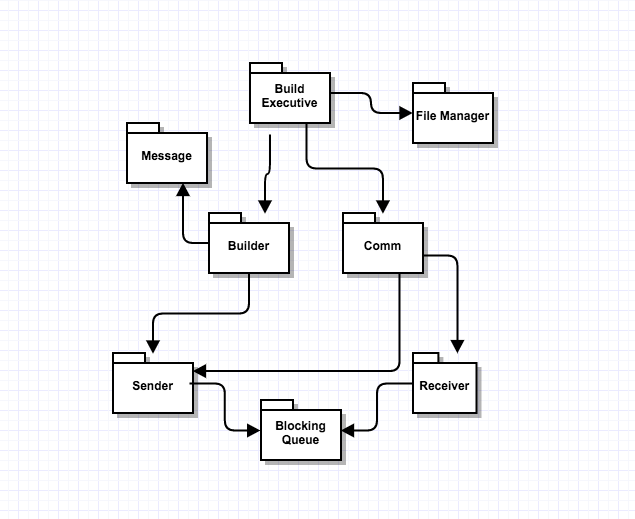 Build
Executive
File Manager
Message
Builder
Comm
Sender
Receiver
Blocking
Queue